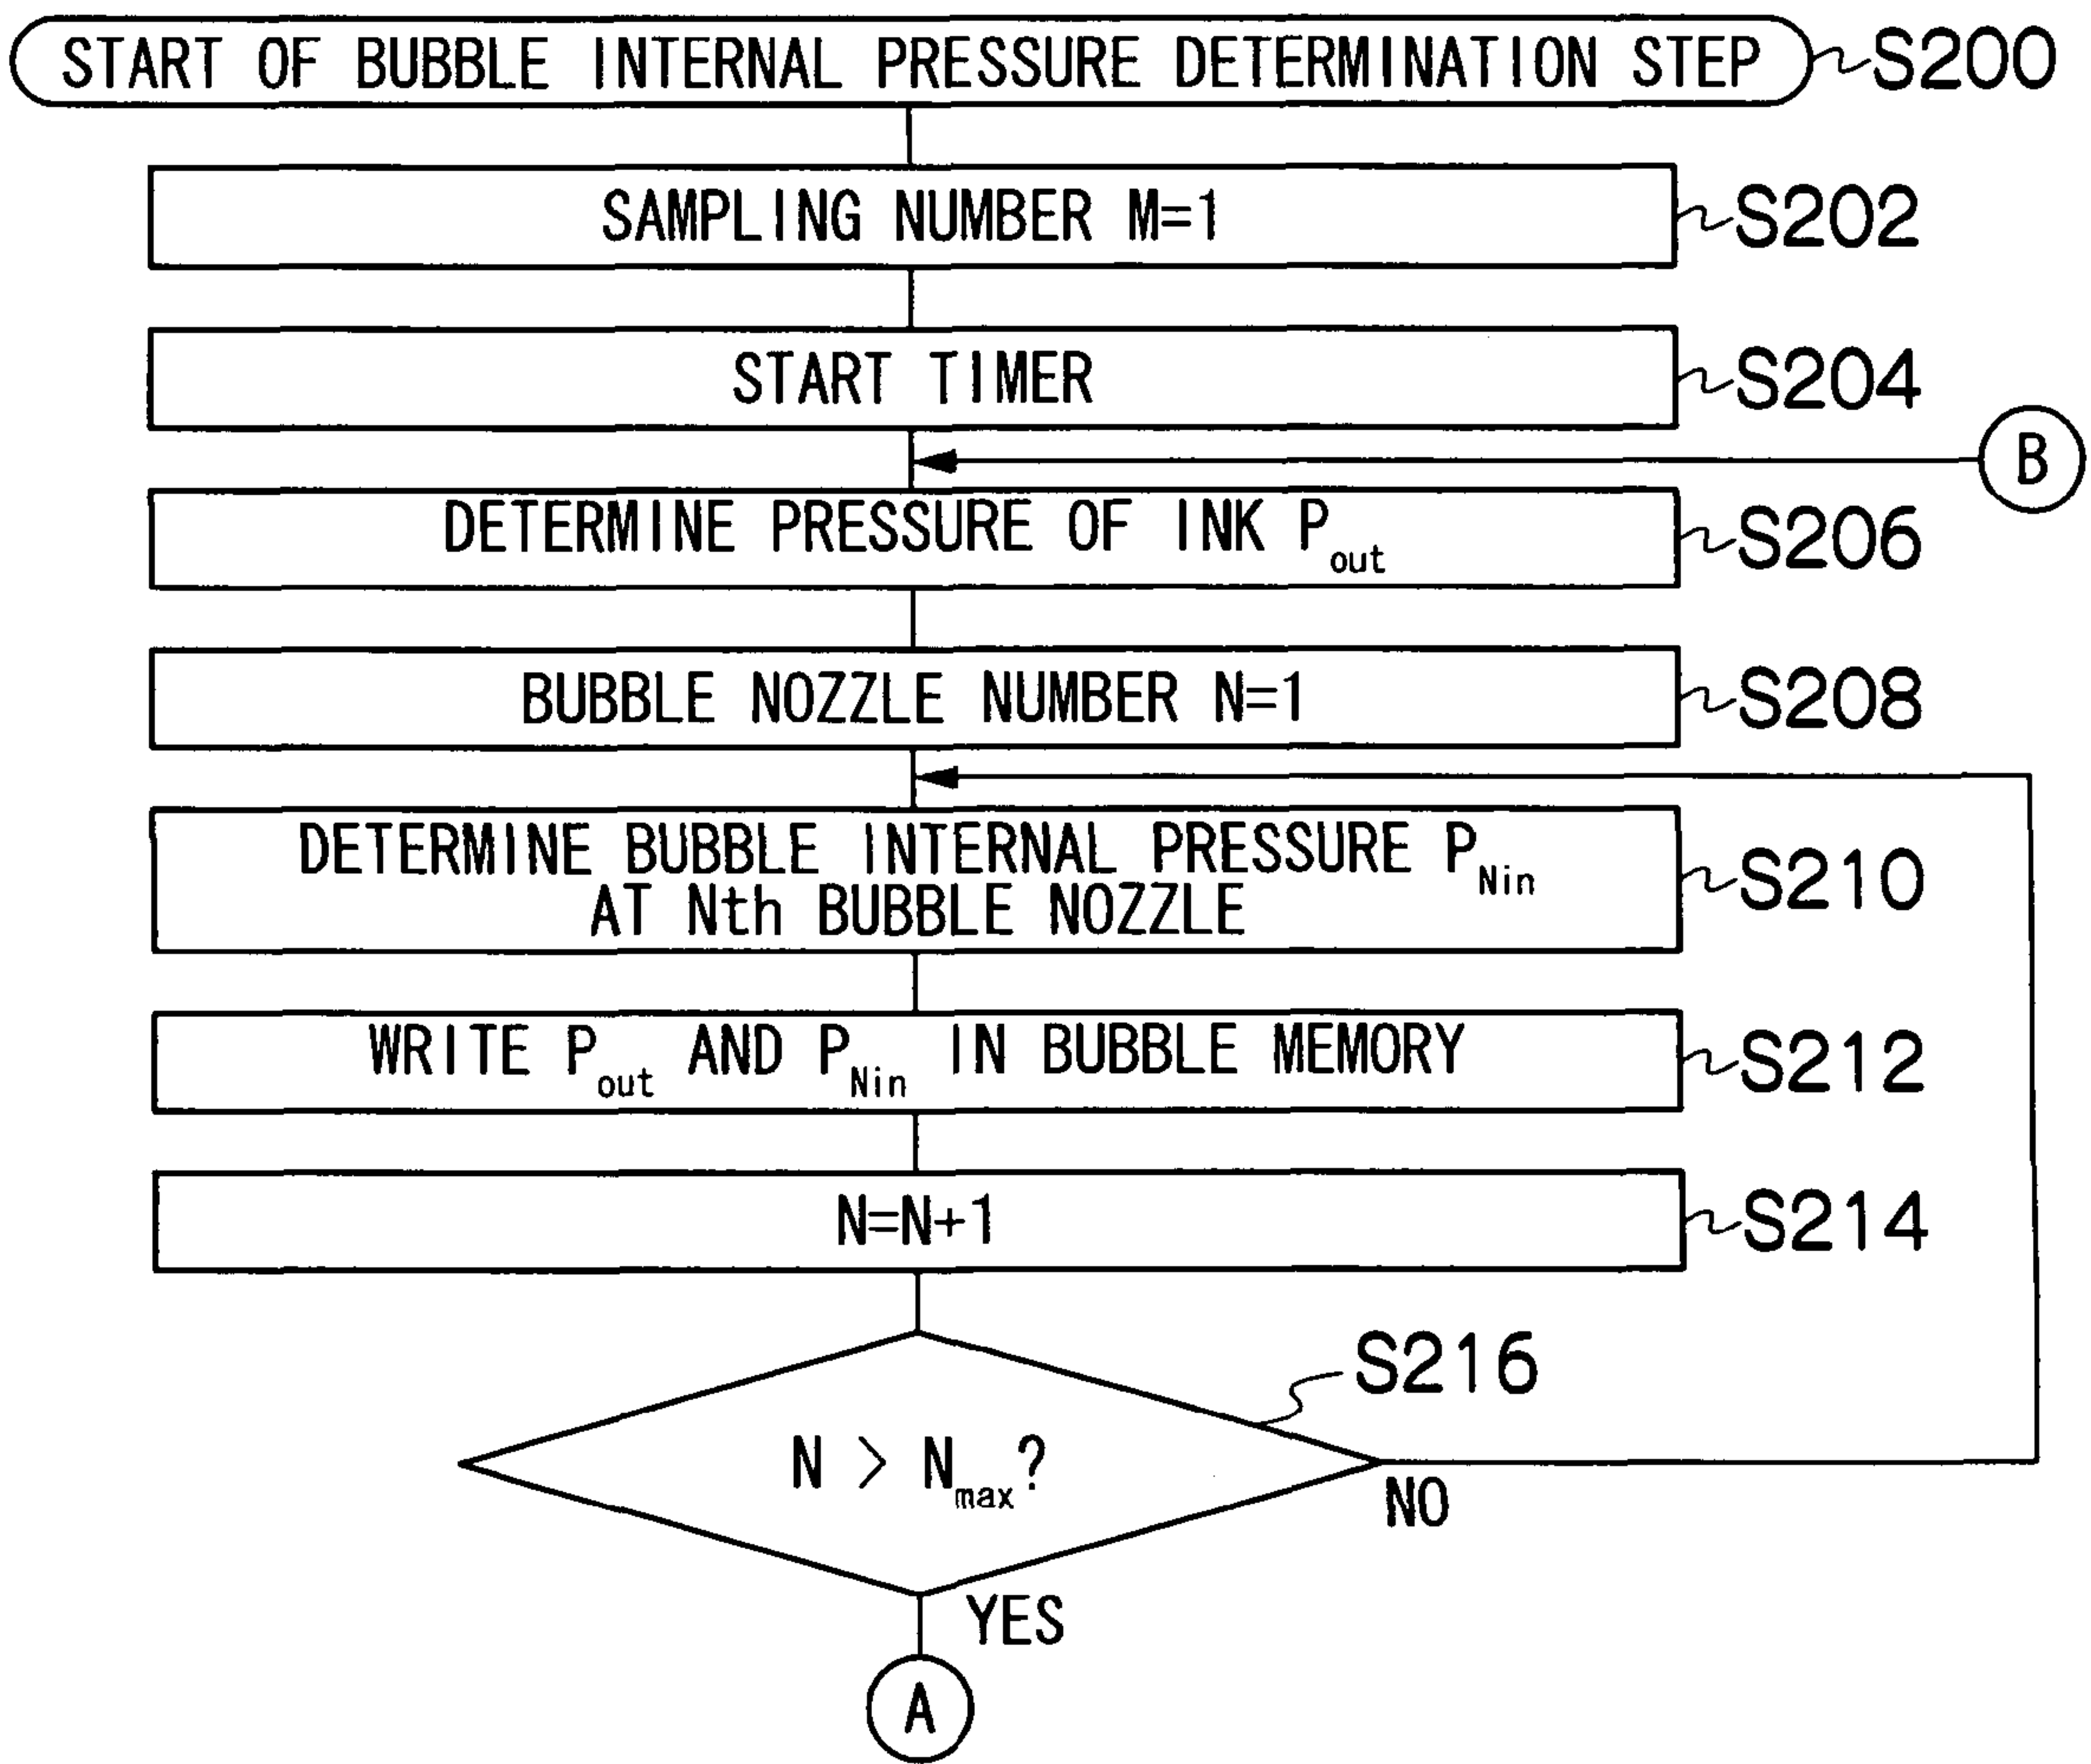 START OF BUBBLE INTERNAL PRESSURE DETERMINATION STEP S200
SAMPLING NUMBER M=1 S202
START TIMER S204
B
DETERMINE PRESSURE OF INK Pout S206
BUBBLE NOZZLE NUMBER N=1 S208
DETERMINE BUBBLE INTERNAL PRESSURE PNin
AT Nth BUBBLE NOZZLE S210
WRITE Pout AND PNin IN BUBBLE MEMORY S212
N=N+1 S214
S216
N > Nmax?
NO
YES
A